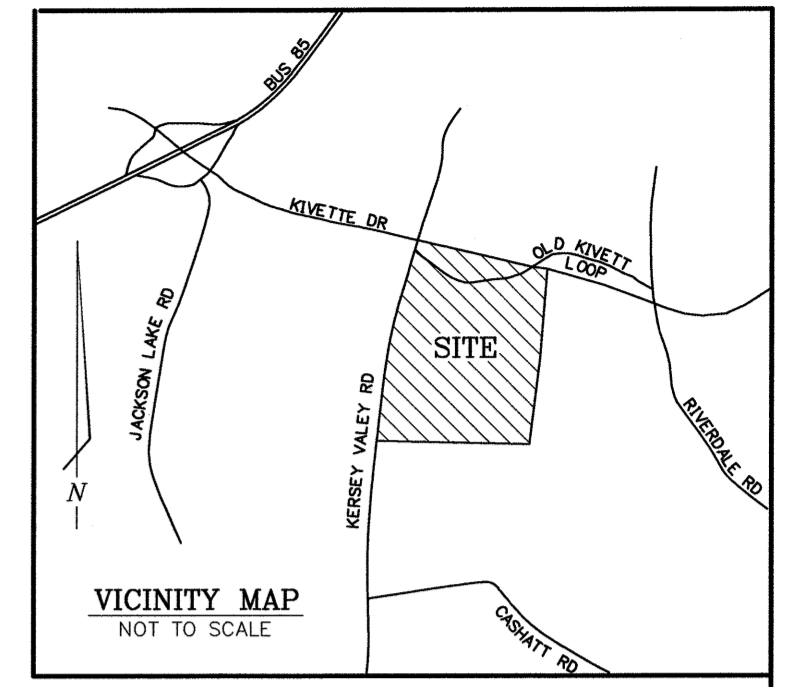 BUS 85
KIVETTE DR
OLD KIVETT
LOOP
JACKSON LAKE RD
SITE
KERSEY VALEY RD
RIVERDALE RD
N
VICINITY MAP
NOT TO SCALE
CASHATT RD